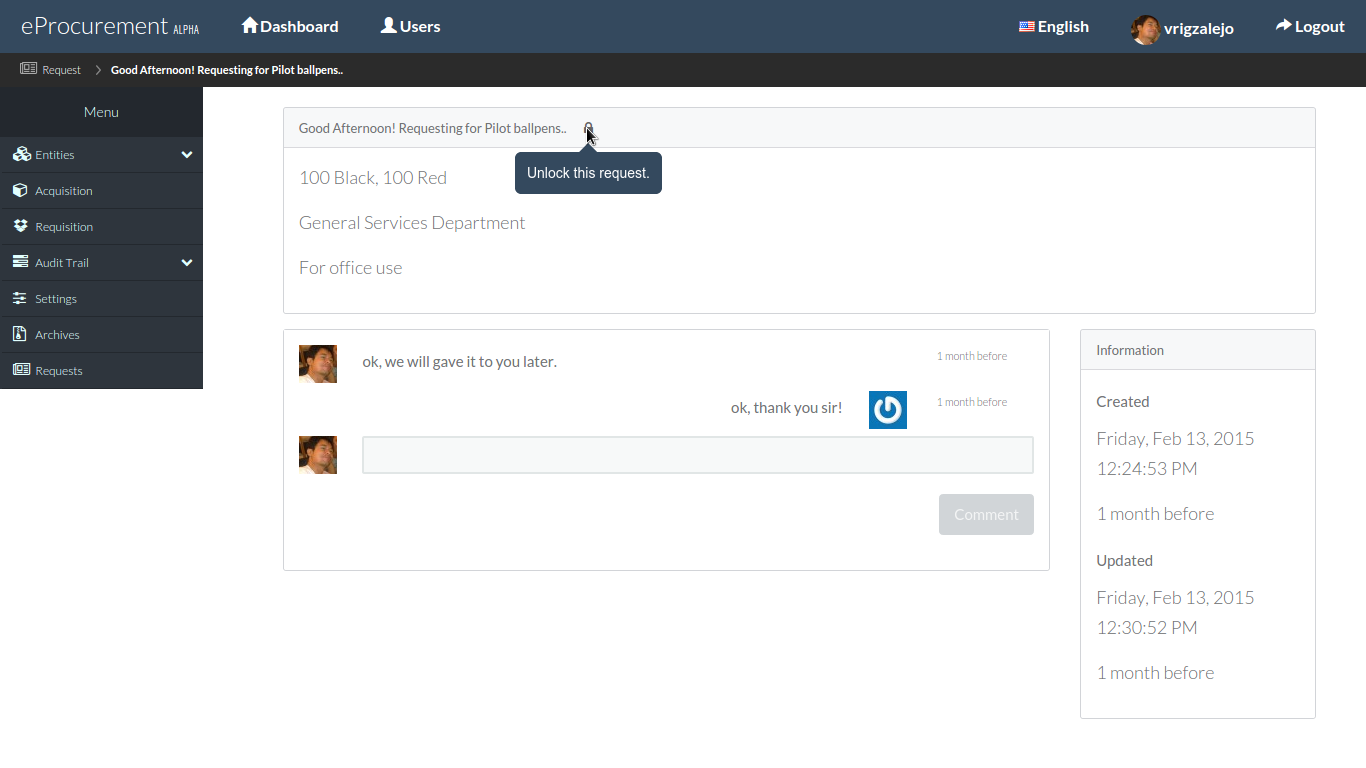 eProcurement ALPHA
Dashboard
Users
English
vrigzalejo
Logout
Request
Good Afternoon! Requesting for Pilot ballpens..
Menu
Entities
Acquisition
Requisition
Audit Trail
Settings
Archives
Requests
Good Afternoon! Requesting for Pilot ballpens..
Unlock this request.
100 Black, 100 Red
General Services Department
For office use
ok, we will gave it to you later.
1 month before
ok, thank you sir!
1 month before
Comment
Information
Created
Friday, Feb 13, 2015
12:24:53 PM
1 month before
Updated
Friday, Feb 13, 2015
12:30:52 PM
1 month before